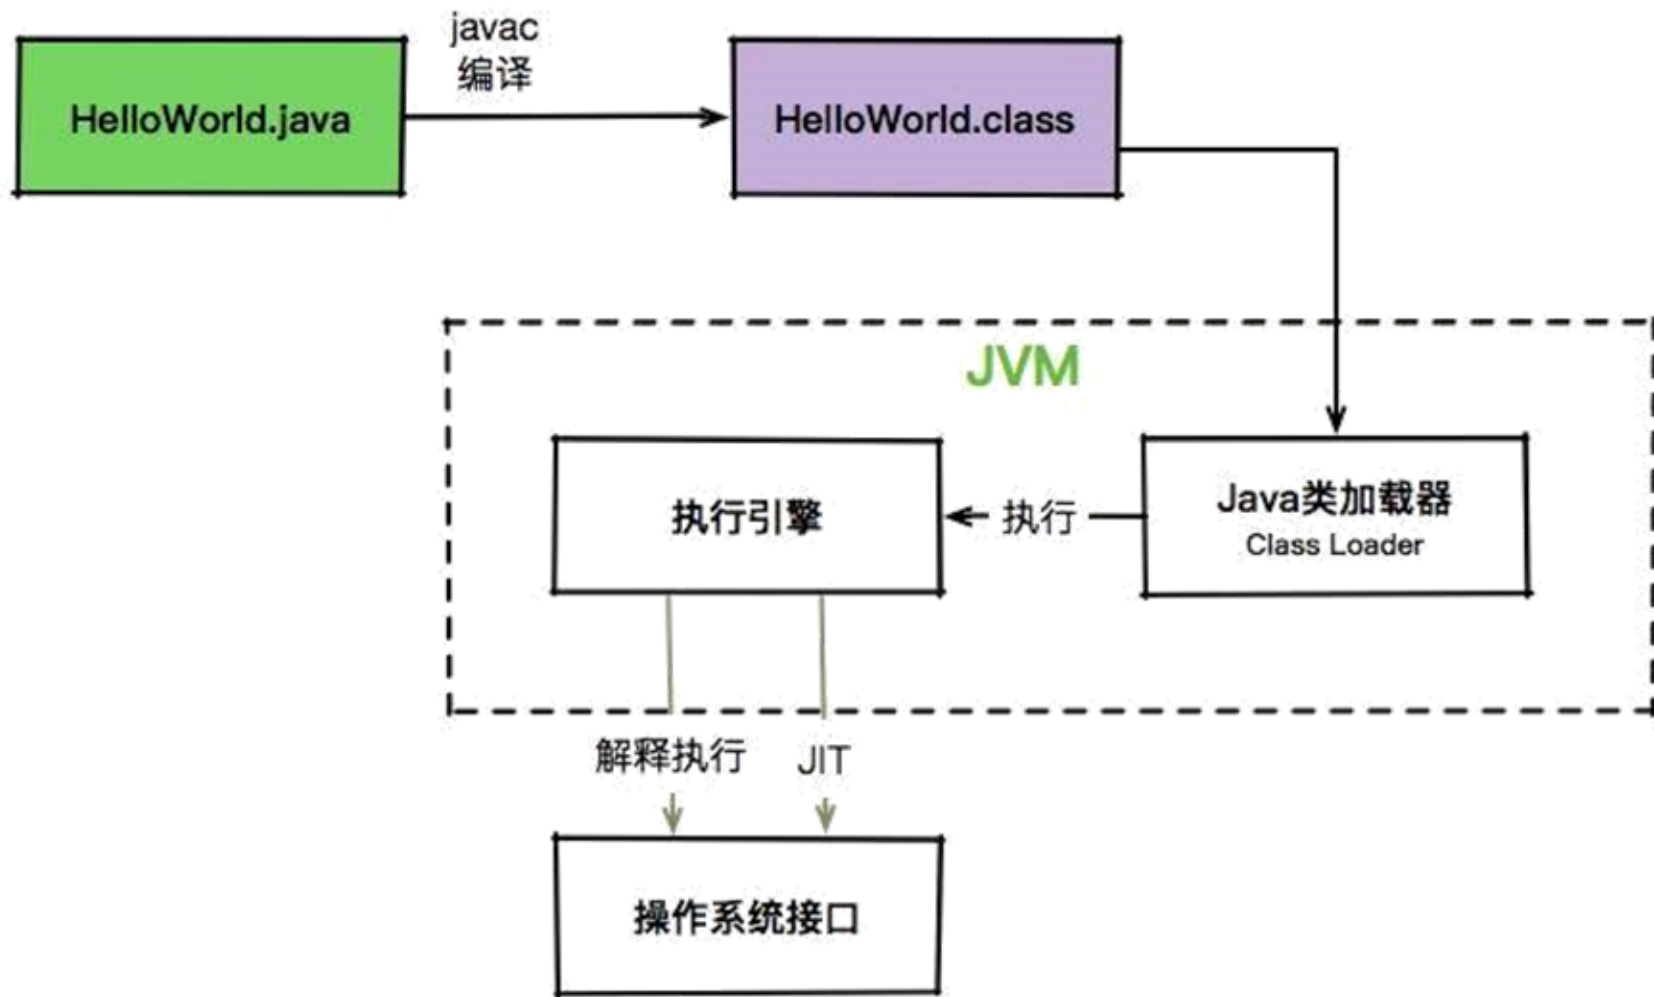 javac
编译
HelloWorld.java
HelloWorld.class
JVM
执行引擎
执行
Java类加载器
Class Loader
解释执行
JIT
操作系统接口